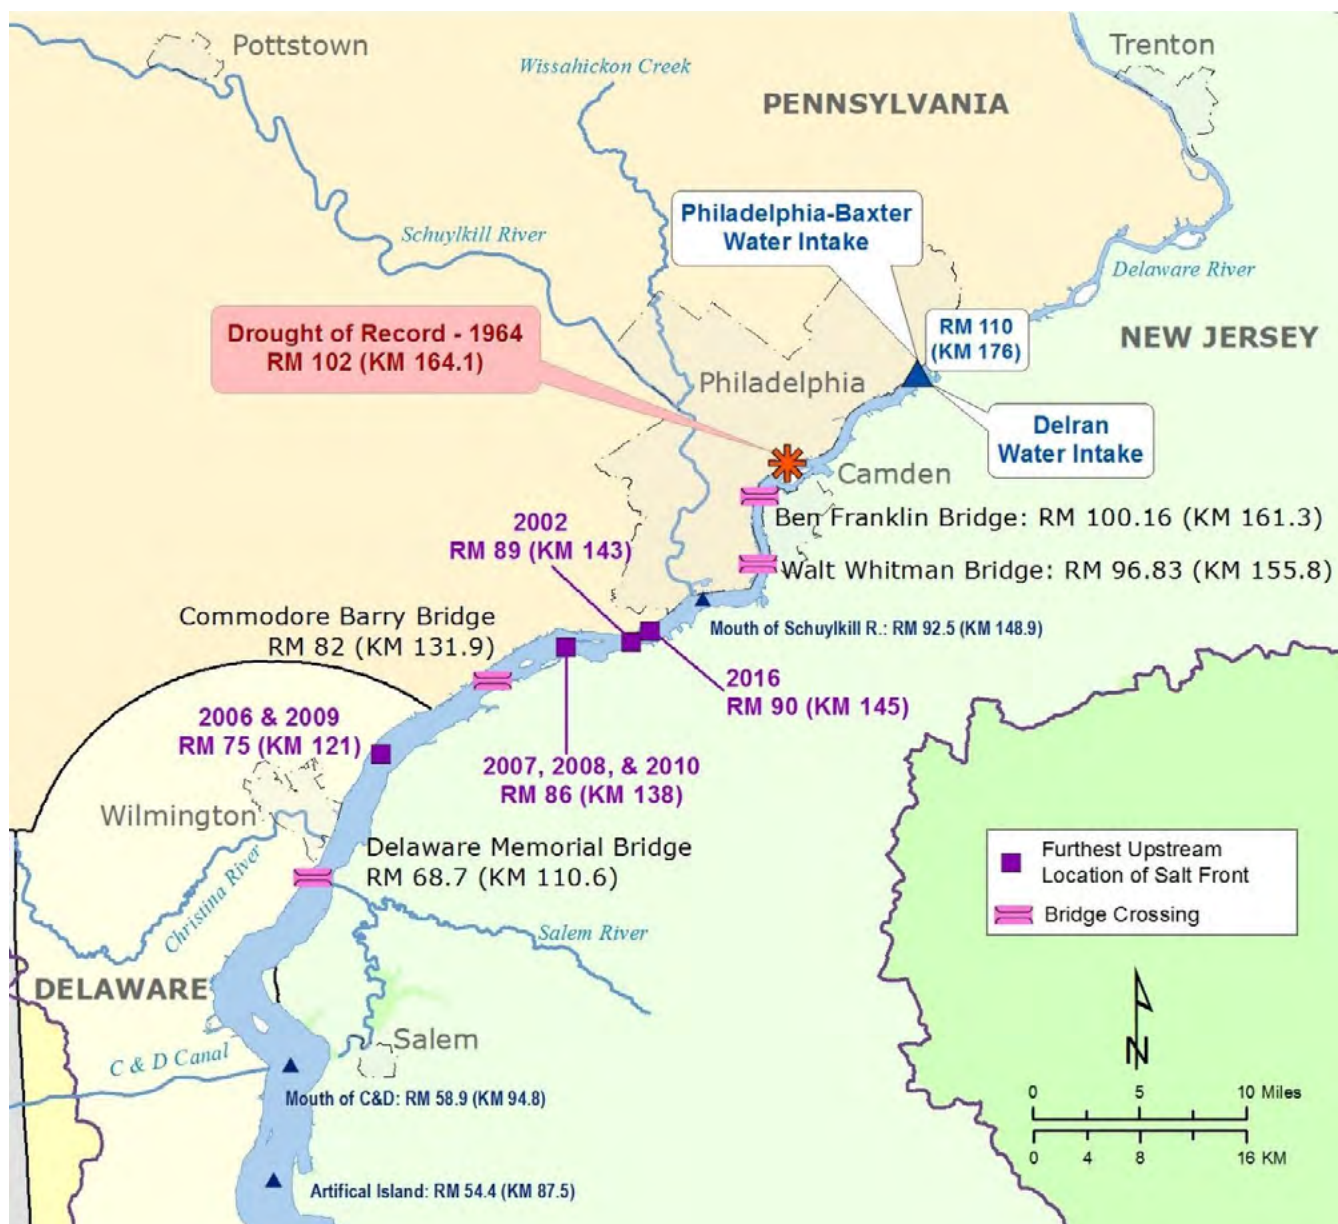 Pottstown
Trenton
Wissahickon Creek
PENNSYLVANIA
Philadelphia-Baxter
Water Intake
Schuylkill River
Delaware River
RM 110
(KM 176)
NEW JERSEY
Drought of Record - 1964
RM 102 (KM 164.1)
Philadelphia
Delran
Water Intake
Camden
Ben Franklin Bridge: RM 100.16 (KM 161.3)
2002
RM 89 (KM 143)
Walt Whitman Bridge: RM 96.83 (KM 155.8)
Commodore Barry Bridge
RM 82 (KM 131.9)
Mouth of Schuylkill R.: RM 92.5 (KM 148.9)
2016
RM 90 (KM 145)
2006 & 2009
RM 75 (KM 121)
2007, 2008, & 2010
RM 86 (KM 138)
Wilmington
Delaware Memorial Bridge
RM 68.7 (KM 110.6)
Furthest Upstream
Location of Salt Front
Bridge Crossing
Christina River
Salem River
DELAWARE
Salem
C & D Canal
N
Mouth of C&D: RM 58.9 (KM 94.8)
0 5 10 Miles
0 4 8 16 KM
Artifical Island: RM 54.4 (KM 87.5)